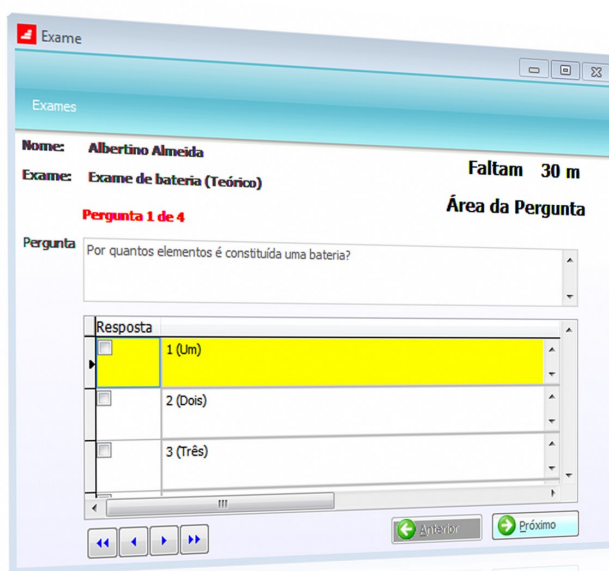 Exame
Exames
Nome: Albertino Almeida
Faltam 30 m
Exame: Exame de bateria (Teórico)
Área da Pergunta
Pergunta 1 de 4
Pergunta
Por quantos elementos é constituída uma bateria?
Resposta
1 (Um)
2 (Dois)
3 (Três)
Anterior
Próximo